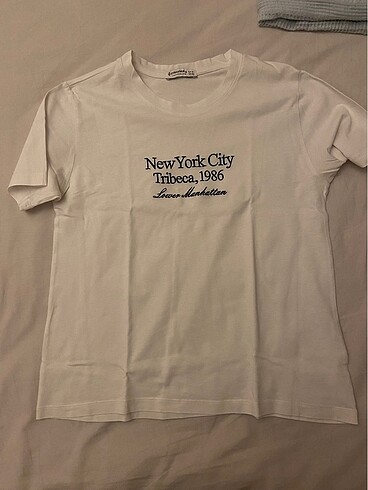 New York City
Tribeca, 1986
Lower Manhattan